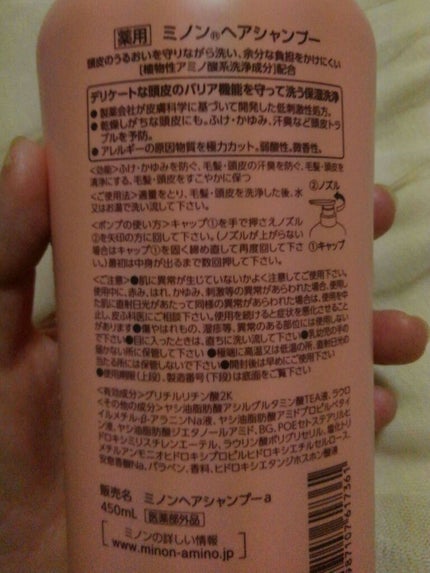 薬用 ミノン®ヘアシャンプー
頭皮のうるおいを守りながら洗い、余分な負担をかけにくい
[植物性アミノ酸系洗浄成分]配合
デリケートな頭皮のバリア機能を守って洗う保湿洗浄
●製薬会社が皮膚科学に基づいて開発した低刺激性処方。
●乾燥しがちな頭皮にも。ふけ・かゆみ、汗臭など頭皮トラ
ブルを予防。
●アレルギーの原因物質を極力カット。弱酸性。微香性。
<効能>ふけ・かゆみを防ぐ、毛髪・頭皮の汗臭を防ぐ、毛髪・頭皮を
清浄にする、毛髪・頭皮をすこやかに保つ
<ご使用法>適量をとり、毛髪・頭皮を洗浄した後、水
又はお湯で洗い流して下さい。
②ノズル
<ポンプの使い方>キャップ①を手で押さえノズル
②を矢印の方に回して下さい。(ノズルが上がらない
場合はキャップ①を固く締め直して再度回して下さ
い。)最初は中身が出るまで数回押して下さい。
①キャップ
<ご注意>●肌に異常が生じていないかよく注意してご使用下さい。
使用中に、赤み、はれ、かゆみ、刺激等の異常があらわれた場合、使用し
た肌に直射日光があたって同様の異常があらわれた場合は、使用を中
止し、皮ふ科医にご相談下さい。使用を続けると症状を悪化させること
があります●傷やはれもの、湿疹等、異常のある部位には使用しない
で下さい●目に入ったときは、直ちに洗い流して下さい●乳幼児の手の
届かない所に保管して下さい●極端に高温又は低温の所、直射日光の
当たる所には保管しないで下さい●開封後は早めにご使用下さい
●使用期限(上段)、製造番号(下段)は底面をご覧下さい
<有効成分>グリチルリチン酸2K
<その他の成分>ヤシ油脂肪酸アシルグルタミン酸TEA液、ラウロ
イルメチル-β-アラニンNa液、ヤシ油脂肪酸アミドプロピルベタイ
ン液、ヤシ油脂肪酸ジエタノールアミド、BG、POEセトステアリルヒ
ドロキシミリスチレンエーテル、ラウリン酸ポリグリセリル、塩化トリ
メチルアンモニオヒドロキシプロピルヒドロキシエチルセルロース、
安息香酸Na、パラベン、香料、ヒドロキシエタンジホスホン酸液
販売名 ミノンヘアシャンプーa
450mL 医薬部外品
ミノンの詳しい情報
www.minon-amino.jp
987107617361